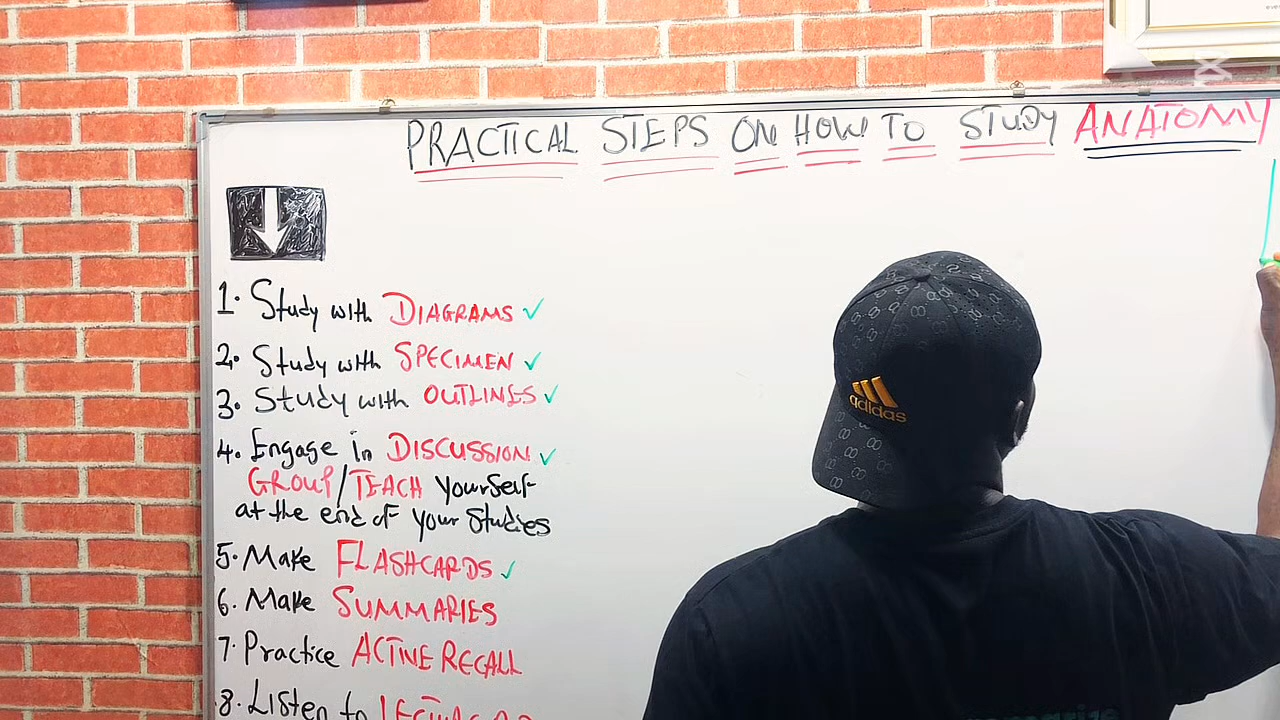 PRACTICAL STEPS ON HOW TO STUDY ANATOMY
1. Study with DIAGRAMS ✓
2. Study with SPECIMEN ✓
3. Study with OUTLINES ✓
4. Engage in DISCUSSION ✓
GROUP/TEACH yourself
at the end of your studies
5. Make FLASHCARDS ✓
6. Make SUMMARIES
7. Practice ACTIVE RECALL
8. Listen to
adidas